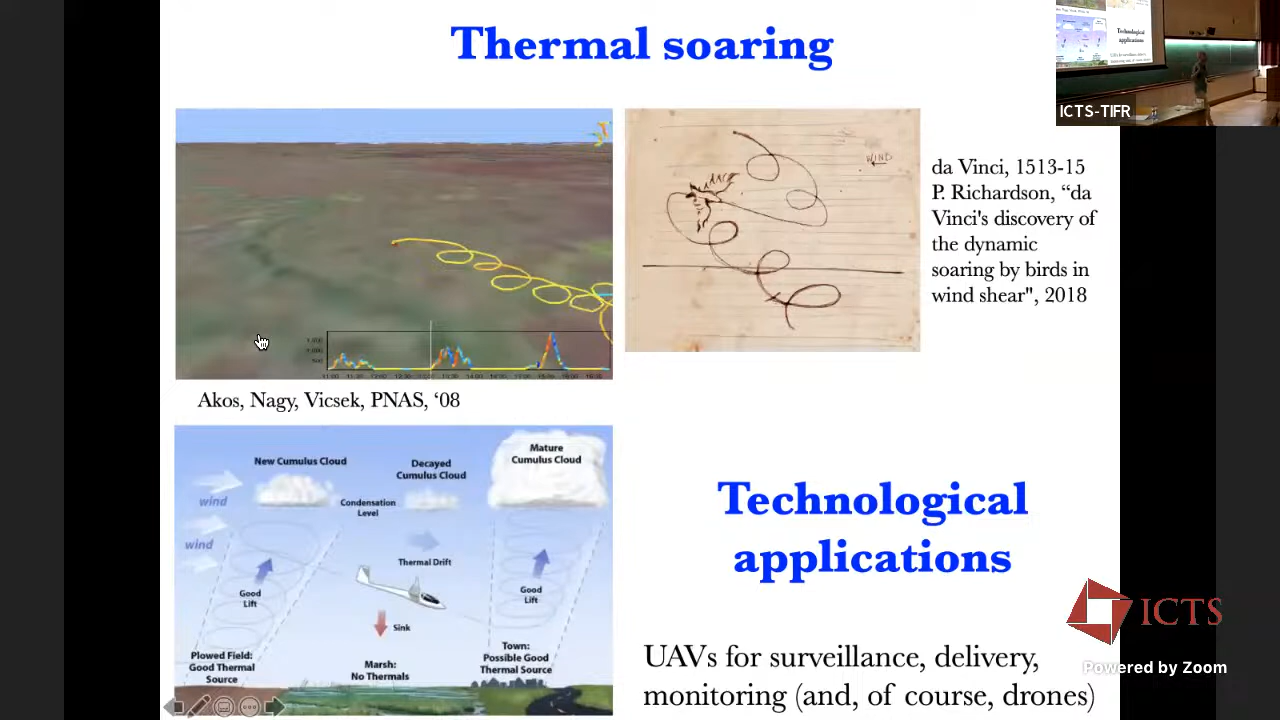 Thermal soaring
ICTS-TIFR
WIND
da Vinci, 1513-15
P. Richardson, “da
Vinci's discovery of
the dynamic
soaring by birds in
wind shear", 2018
Akos, Nagy, Vicsek, PNAS, ‘08
New Cumulus Cloud
Decayed
Cumulus Cloud
Mature
Cumulus Cloud
wind
Condensation
Level
wind
Thermal Drift
Good
Lift
Good
Lift
Sink
Plowed Field:
Good Thermal
Source
Marsh:
No Thermals
Town:
Possible Good
Thermal Source
Technological
applications
UAVs for surveillance, delivery,
monitoring (and, of course, drones)
ICTS
Powered by Zoom
Technological
applications